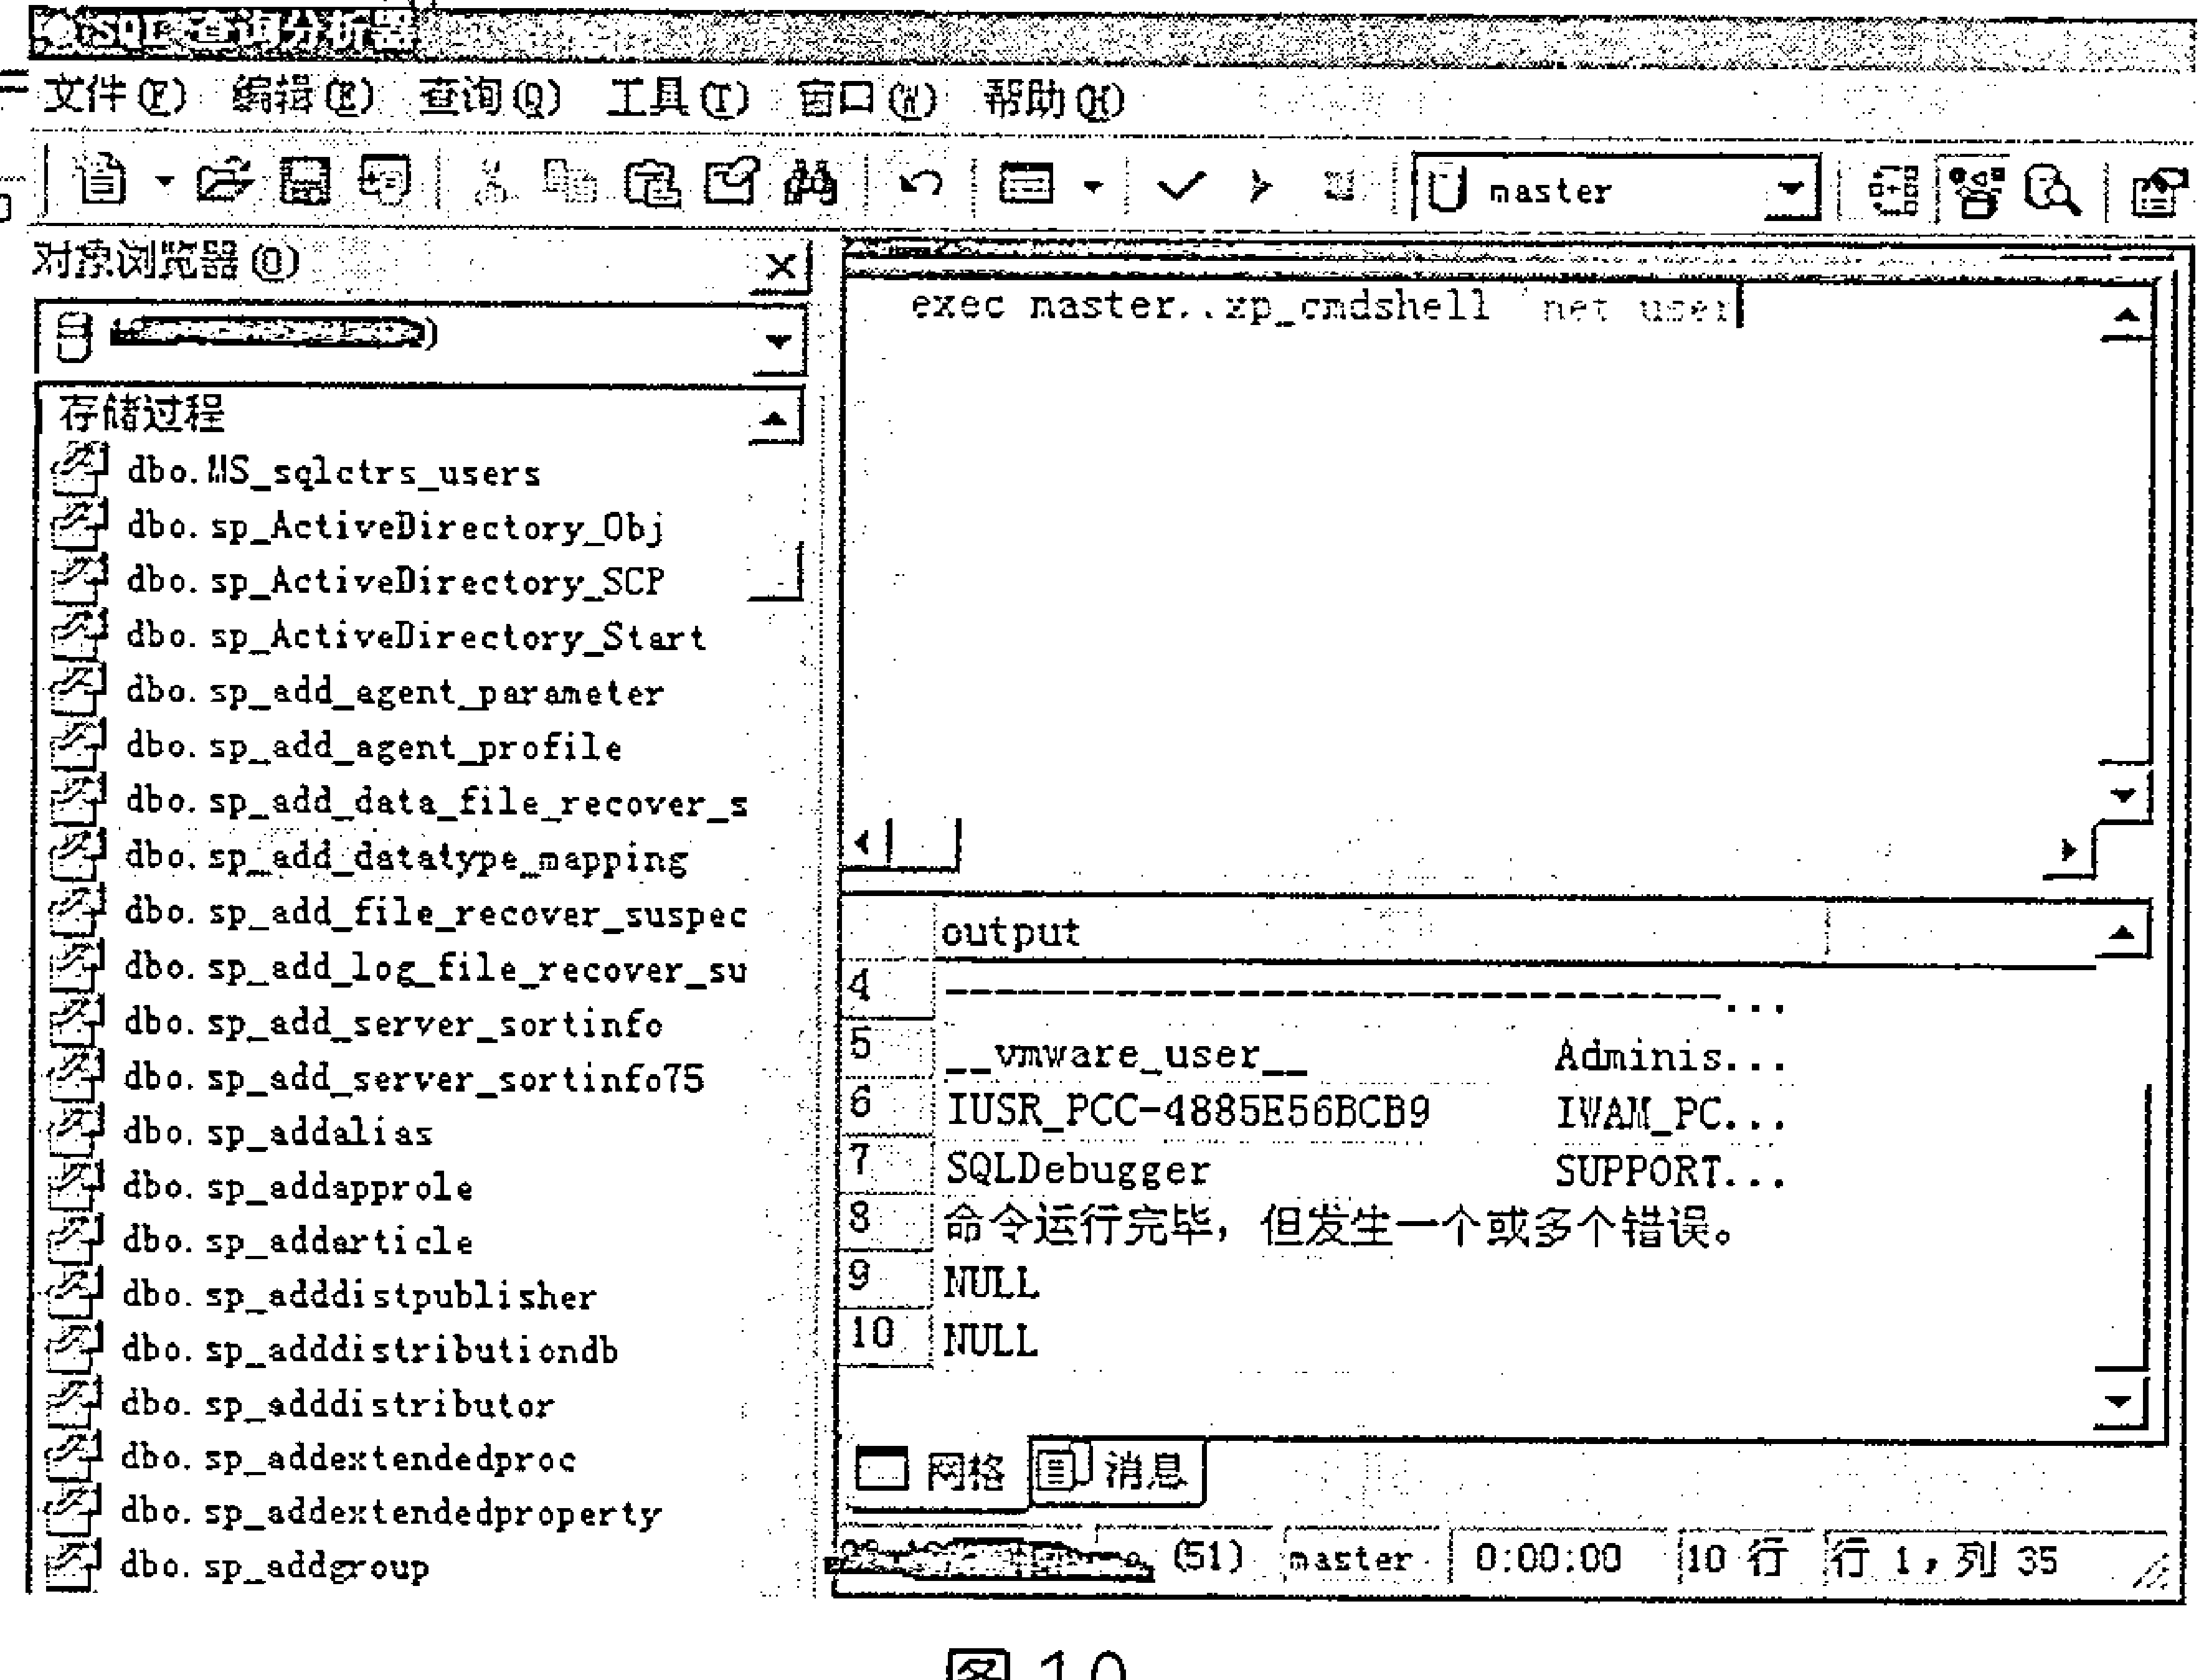 SQL查询分析器
文件(F) 编辑(E) 查询(Q) 工具(T) 窗口(W) 帮助(H)
master
对象浏览器(O)
存储过程
dbo.MS_sqlctrs_users
dbo.sp_ActiveDirectory_Obj
dbo.sp_ActiveDirectory_SCP
dbo.sp_ActiveDirectory_Start
dbo.sp_add_agent_parameter
dbo.sp_add_agent_profile
dbo.sp_add_data_file_recover_s
dbo.sp_add_datatype_mapping
dbo.sp_add_file_recover_suspec
dbo.sp_add_log_file_recover_su
dbo.sp_add_server_sortinfo
dbo.sp_add_server_sortinfo75
dbo.sp_addalias
dbo.sp_addapprole
dbo.sp_addarticle
dbo.sp_adddistpublisher
dbo.sp_adddistributiondb
dbo.sp_adddistributor
dbo.sp_addextendedproc
dbo.sp_addextendedproperty
dbo.sp_addgroup
exec master..xp_cmdshell 'net user
output
4 -------------------------------------...
5 __vmware_user__ Adminis...
6 IUSR_PCC-4885E56BCB9 IWAM_PC...
7 SQLDebugger SUPPORT...
8 命令运行完毕，但发生一个或多个错误。
9 NULL
10 NULL
网格 消息
(51) master 0:00:00 10 行 行 1，列 35
图 10